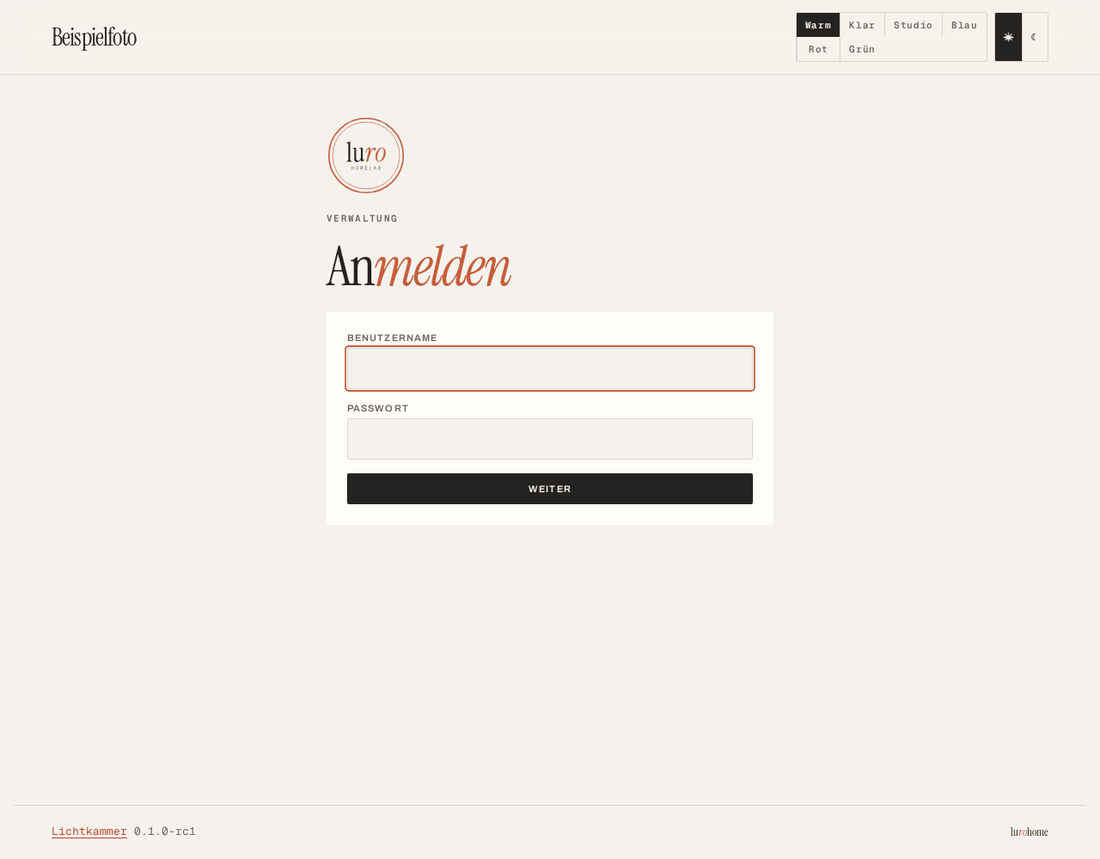 Beispielfoto
Warm Klar Studio Blau
Rot Grün
luro
HOMELAB
VERWALTUNG
Anmelden
BENUTZERNAME
PASSWORT
WEITER
Lichtkammer 0.1.0-rc1
lurohome